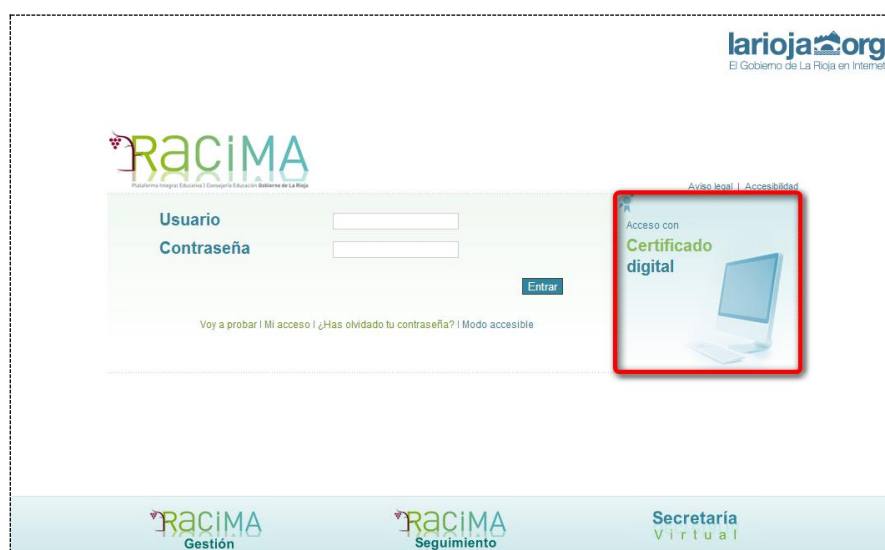 larioja org
El Gobierno de La Rioja en Internet
RaciMA
Plataforma Integral Educativa | Consejería Educación Gobierno de La Rioja
Aviso legal | Accesibilidad
Usuario
Contraseña
Entrar
Voy a probar | Mi acceso | ¿Has olvidado tu contraseña? | Modo accesible
Acceso con
Certificado
digital
RaciMA
Gestión
RaciMA
Seguimiento
Secretaría
Virtual